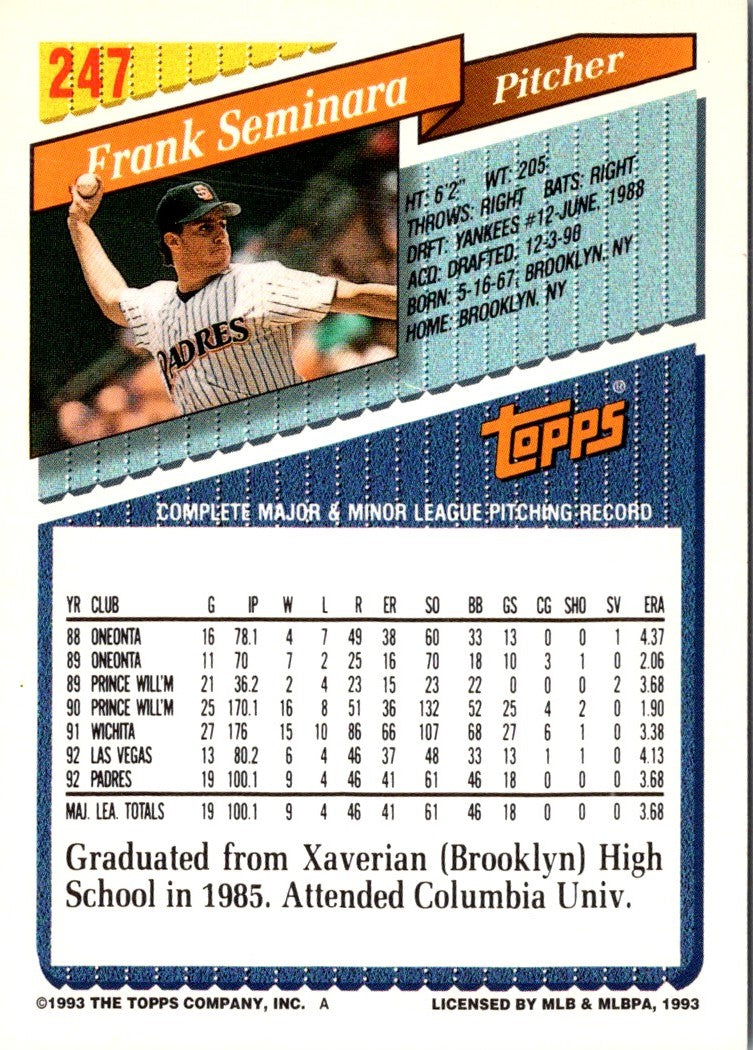 247
Frank Seminara
Pitcher
HT: 6'2" WT: 205
THROWS: RIGHT BATS: RIGHT
DRFT: YANKEES #12-JUNE, 1988
ACQ: DRAFTED, 12-3-90
BORN: 5-16-67, BROOKLYN, NY
HOME: BROOKLYN, NY
PADRES
TOPPS®
COMPLETE MAJOR & MINOR LEAGUE PITCHING RECORD
YR CLUB G IP W L R ER SO BB GS CG SHO SV ERA
88 ONEONTA 16 78.1 4 7 49 38 60 33 13 0 0 1 4.37
89 ONEONTA 11 70 7 2 25 16 70 18 10 3 1 0 2.06
89 PRINCE WILL'M 21 36.2 2 4 23 15 23 22 0 0 0 2 3.68
90 PRINCE WILL'M 25 170.1 16 8 51 36 132 52 25 4 2 0 1.90
91 WICHITA 27 176 15 10 86 66 107 68 27 6 1 0 3.38
92 LAS VEGAS 13 80.2 6 4 46 37 48 33 13 1 1 0 4.13
92 PADRES 19 100.1 9 4 46 41 61 46 18 0 0 0 3.68
MAJ. LEA. TOTALS 19 100.1 9 4 46 41 61 46 18 0 0 0 3.68
Graduated from Xaverian (Brooklyn) High
School in 1985. Attended Columbia Univ.
©1993 THE TOPPS COMPANY, INC. A LICENSED BY MLB & MLBPA, 1993